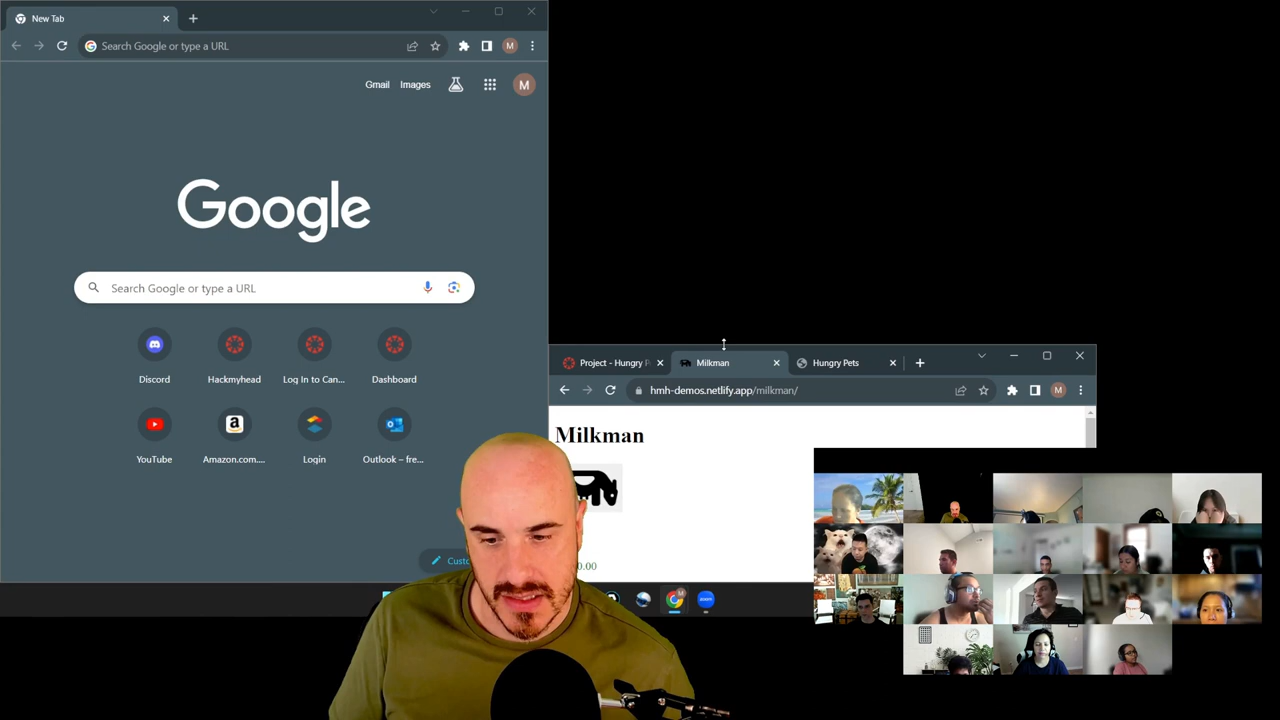 New Tab
Search Google or type a URL
M
Gmail
Images
M
Google
Search Google or type a URL
Discord
Hackmyhead
Log In to Can...
Dashboard
YouTube
Amazon.com....
Login
Outlook – fre...
Project - Hungry P
Milkman
Hungry Pets
hmh-demos.netlify.app/milkman/
M
Milkman